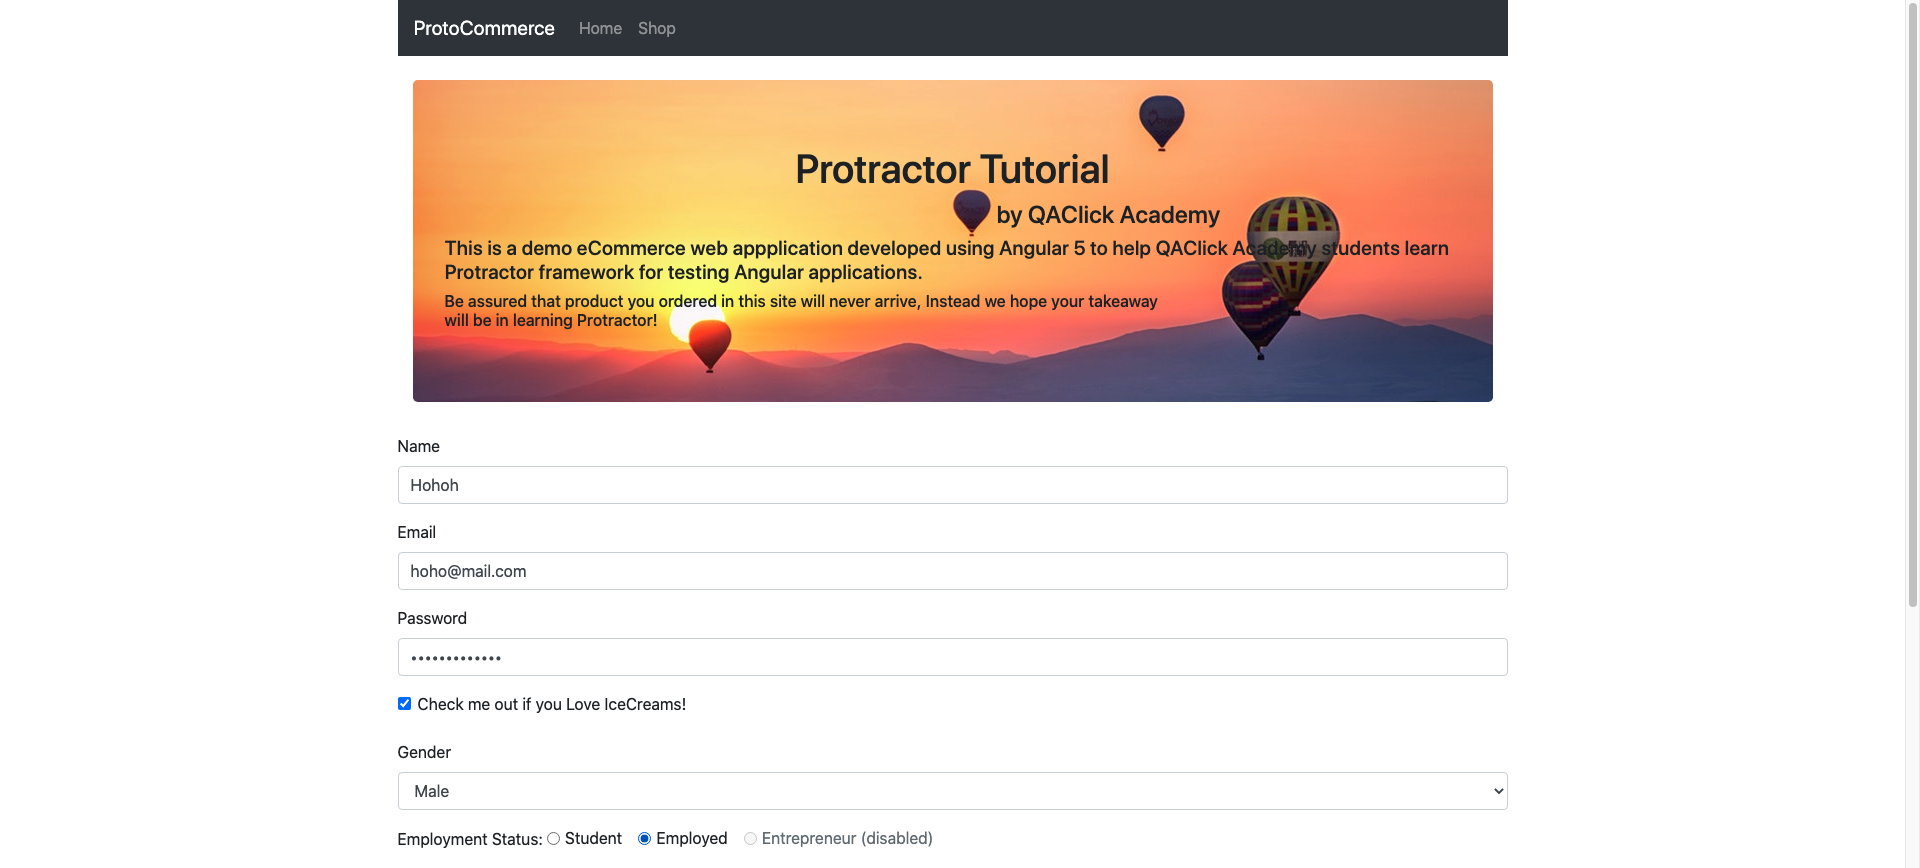 ProtoCommerce Home Shop
Protractor Tutorial
by QAClick Academy
This is a demo eCommerce web appplication developed using Angular 5 to help QAClick Academy students learn
Protractor framework for testing Angular applications.
Be assured that product you ordered in this site will never arrive, Instead we hope your takeaway
will be in learning Protractor!
Name
Hohoh
Email
hoho@mail.com
Password
•••••••••••••
Check me out if you Love IceCreams!
Gender
Male
Employment Status: Student Employed Entrepreneur (disabled)